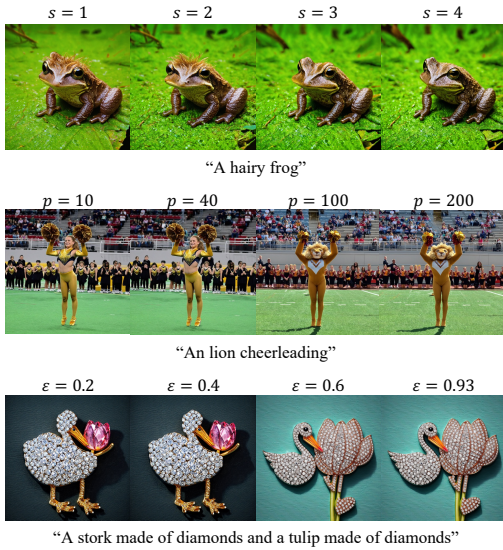 s = 1 s = 2 s = 3 s = 4
“A hairy frog”
p = 10 p = 40 p = 100 p = 200
“An lion cheerleading”
ε = 0.2 ε = 0.4 ε = 0.6 ε = 0.93
“A stork made of diamonds and a tulip made of diamonds”